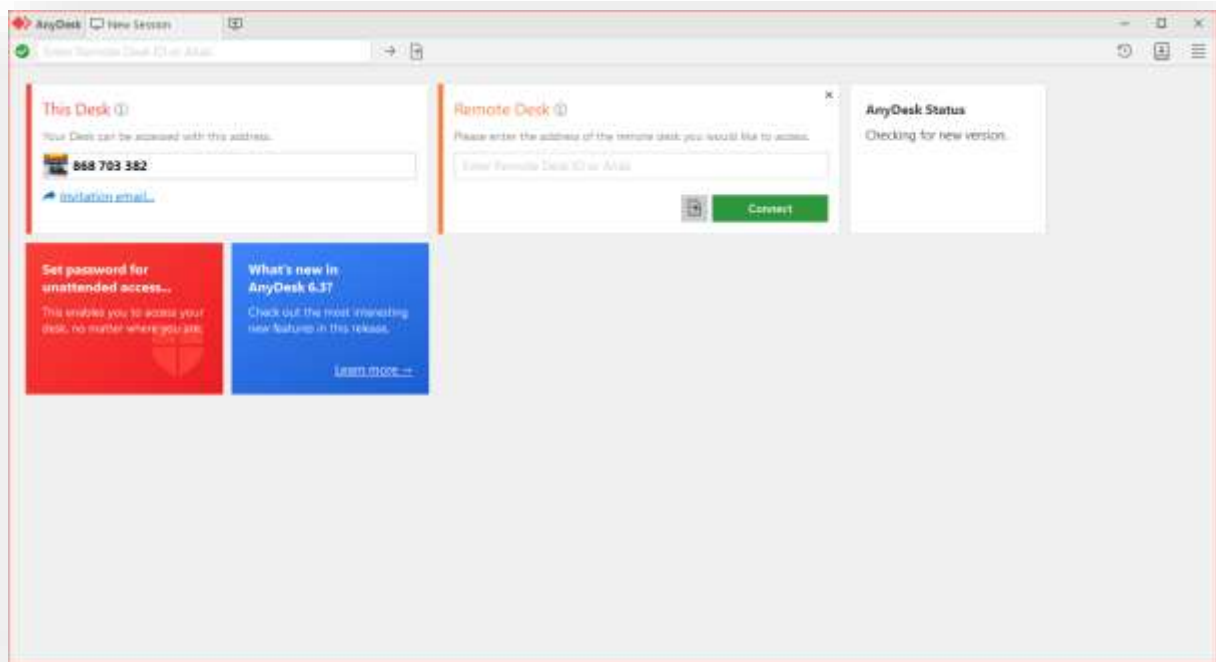 AnyDesk New Session
Enter Remote Desk ID or Alias
This Desk
Your Desk can be accessed with this address.
868 703 382
Invitation email...
Remote Desk
Please enter the address of the remote desk you would like to access.
Enter Remote Desk ID or Alias
Connect
AnyDesk Status
Checking for new version.
Set password for
unattended access...
This enables you to access your
desk, no matter where you are.
What's new in
AnyDesk 6.3?
Check out the most interesting
new features in this release.
Learn more →